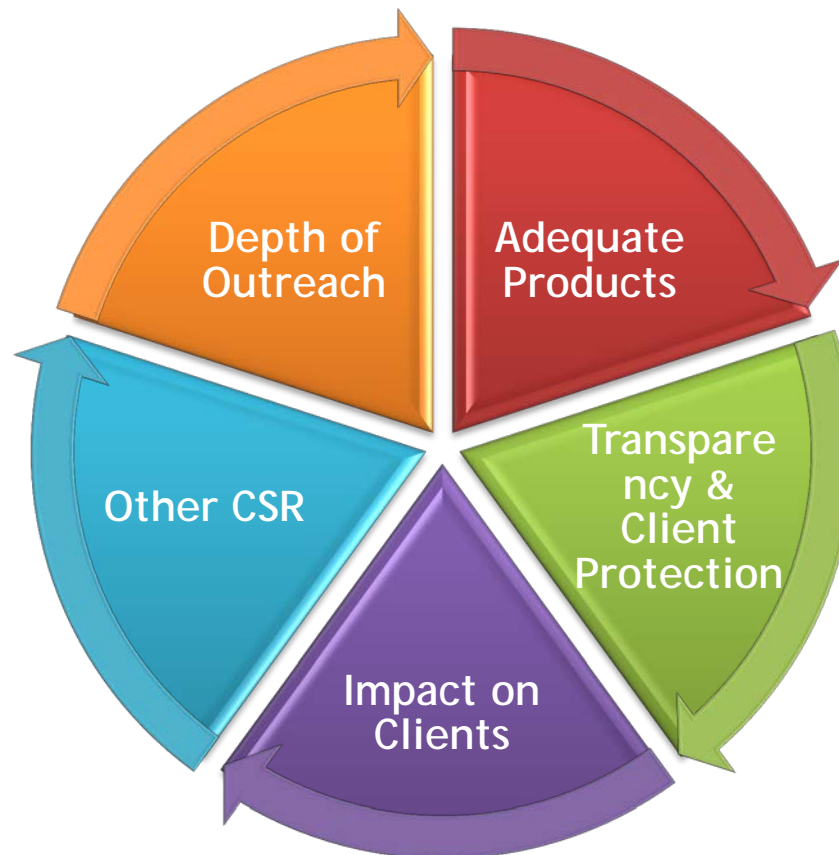 Depth of
Outreach
Adequate
Products
Transpare
ncy &
Client
Protection
Impact on
Clients
Other CSR